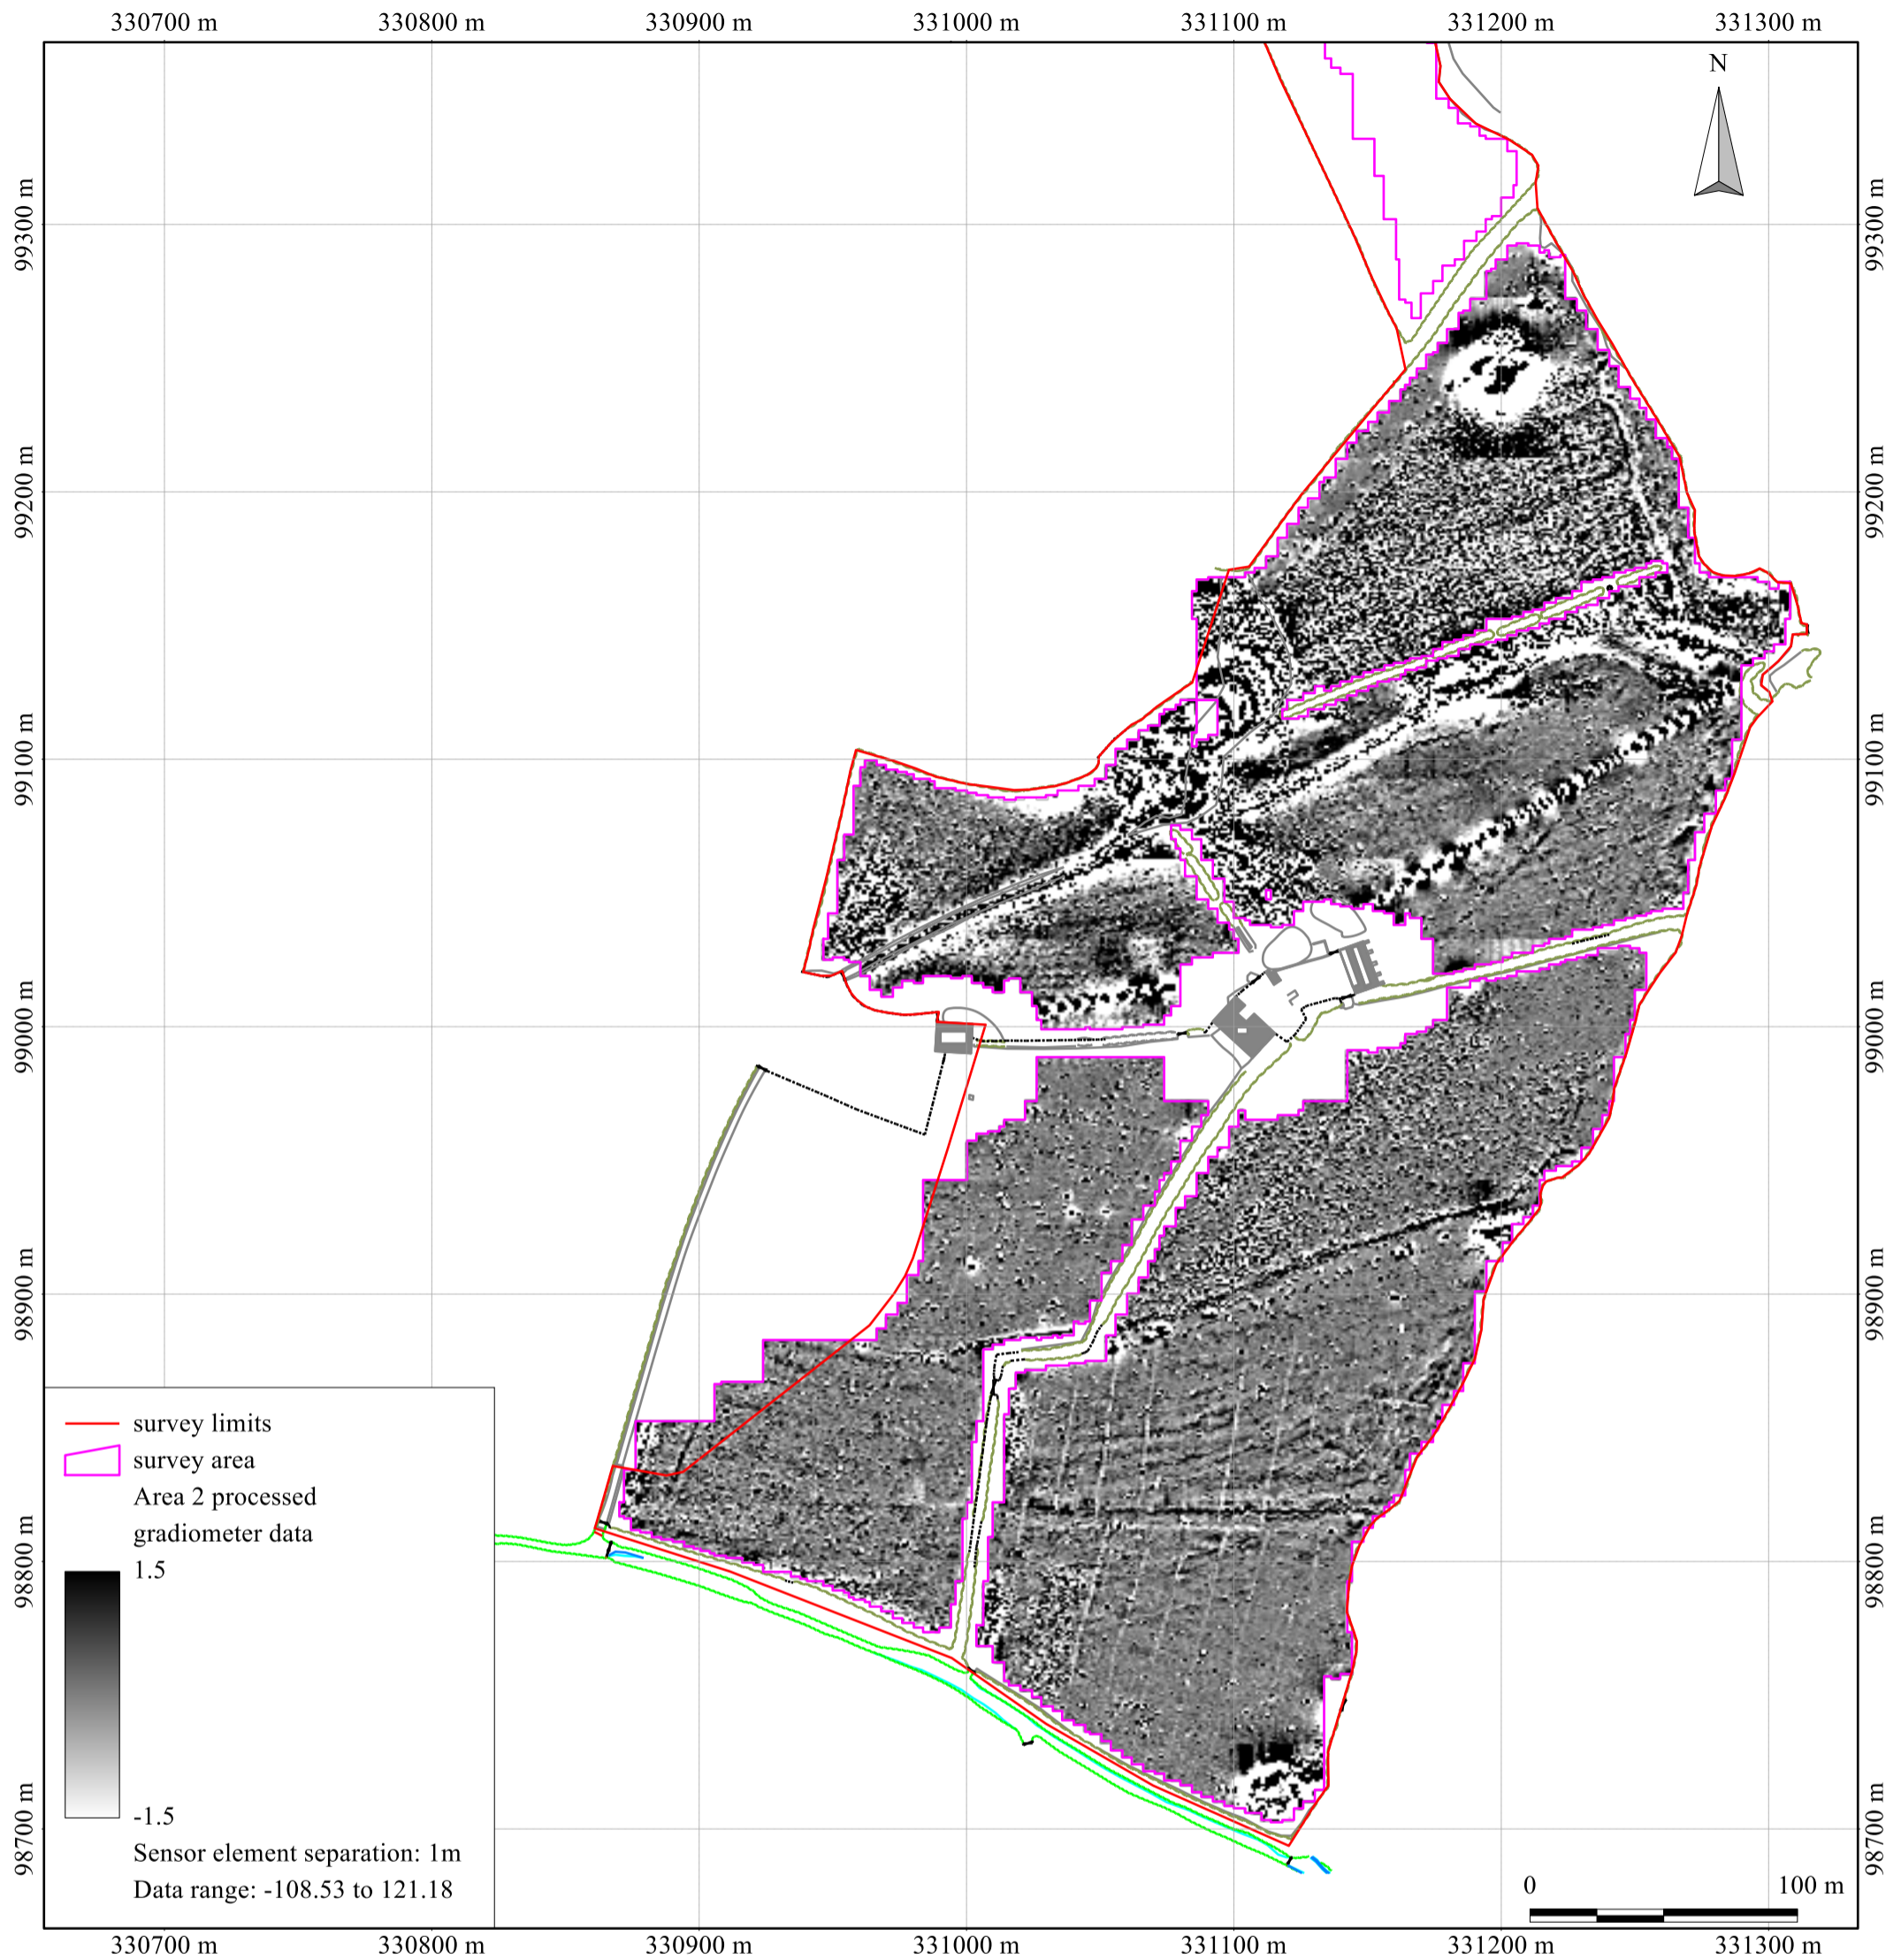 330700 m 330800 m 330900 m 331000 m 331100 m 331200 m 331300 m
N
99300 m 99300 m
99200 m 99200 m
99100 m 99100 m
99000 m 99000 m
98900 m 98900 m
98800 m 98800 m
98700 m 98700 m
survey limits
survey area
Area 2 processed
gradiometer data
1.5
-1.5
Sensor element separation: 1m
Data range: -108.53 to 121.18
0 100 m
330700 m 330800 m 330900 m 331000 m 331100 m 331200 m 331300 m